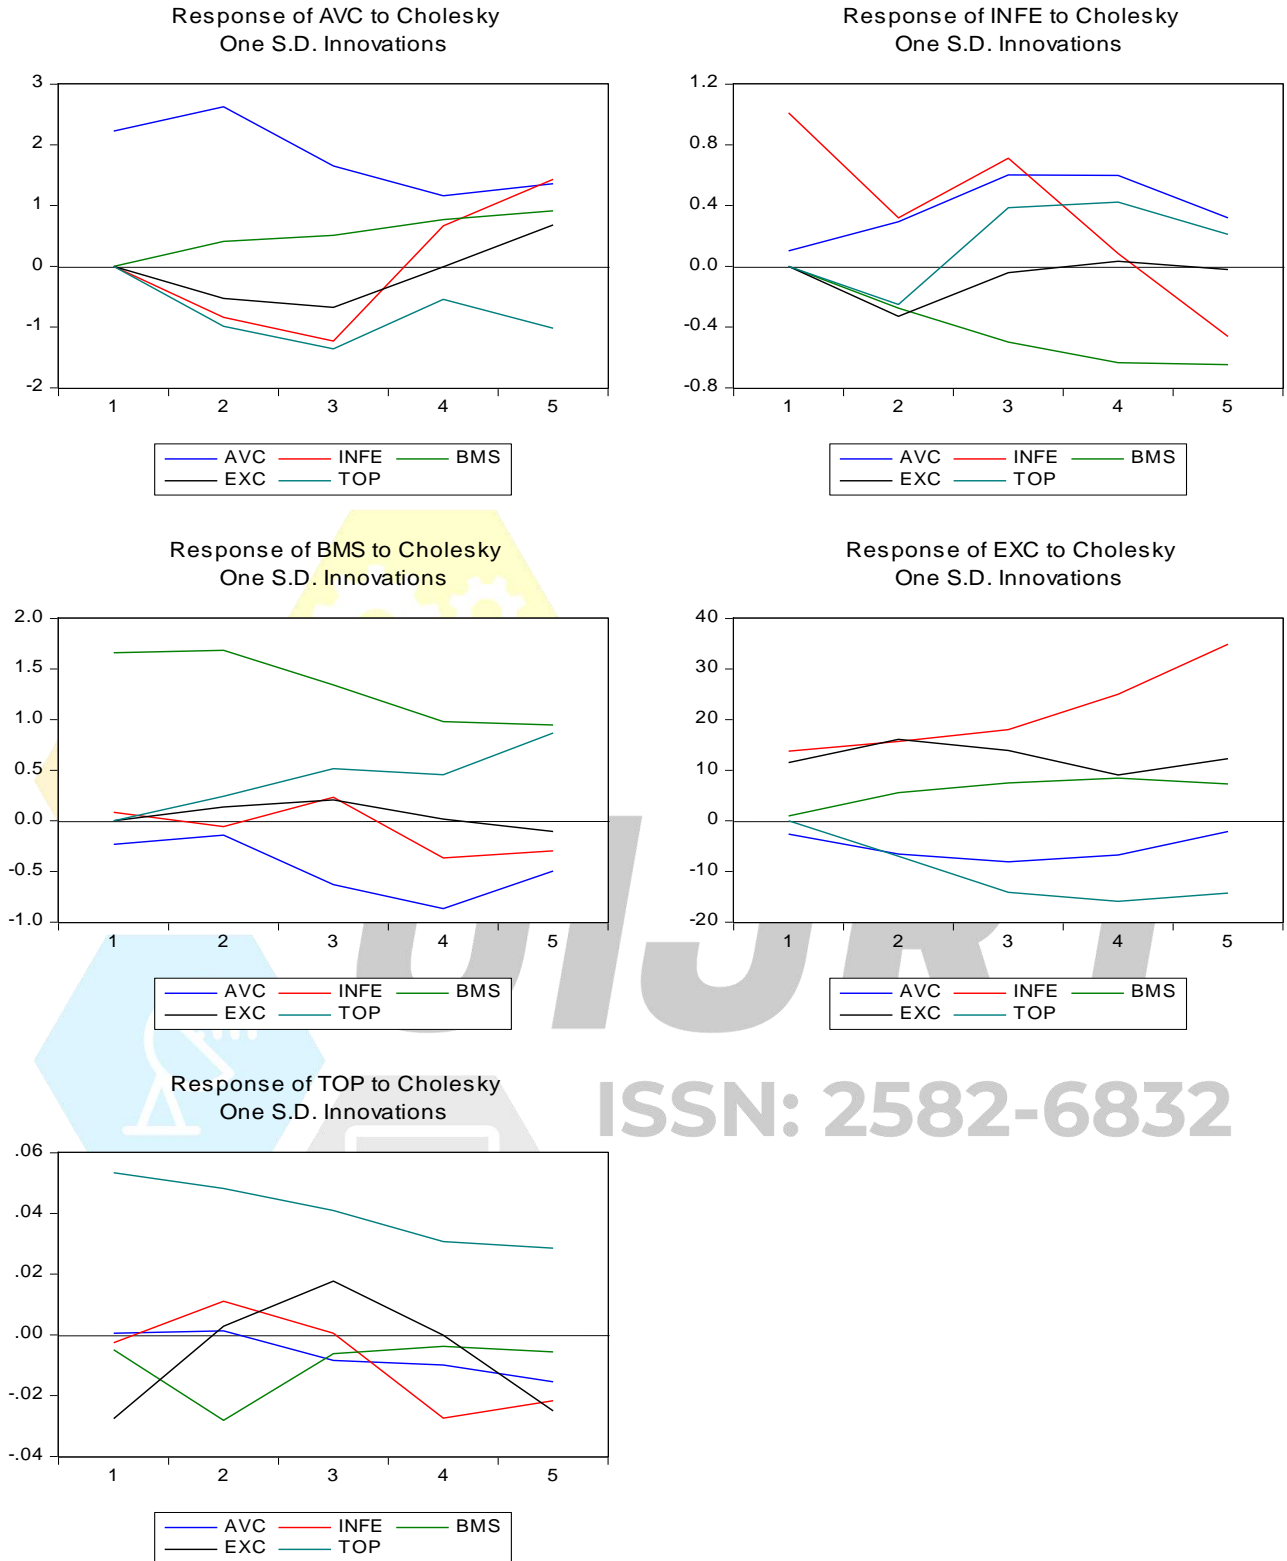 Response of AVC to Cholesky
One S.D. Innovations
3
2
1
0
-1
-2
1 2 3 4 5
AVC INFE BMS
EXC TOP
Response of INFE to Cholesky
One S.D. Innovations
1.2
0.8
0.4
0.0
-0.4
-0.8
1 2 3 4 5
AVC INFE BMS
EXC TOP
Response of BMS to Cholesky
One S.D. Innovations
2.0
1.5
1.0
0.5
0.0
-0.5
-1.0
1 2 3 4 5
AVC INFE BMS
EXC TOP
Response of EXC to Cholesky
One S.D. Innovations
40
30
20
10
0
-10
-20
1 2 3 4 5
AVC INFE BMS
EXC TOP
UIJRT
ISSN: 2582-6832
Response of TOP to Cholesky
One S.D. Innovations
.06
.04
.02
.00
-.02
-.04
1 2 3 4 5
AVC INFE BMS
EXC TOP